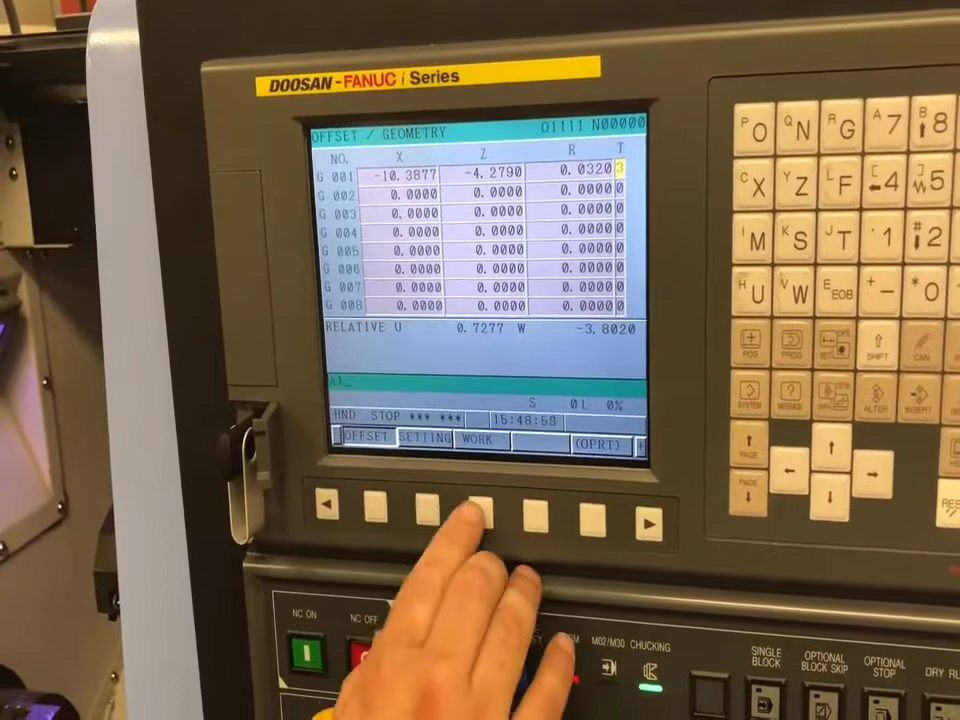 DOOSAN-FANUC i Series
OFFSET / GEOMETRY O1111 N00000
NO. X Z R T
G 001 -10.3877 -4.2790 0.0320 3
G 002 0.0000 0.0000 0.0000 0
G 003 0.0000 0.0000 0.0000 0
G 004 0.0000 0.0000 0.0000 0
G 005 0.0000 0.0000 0.0000 0
G 006 0.0000 0.0000 0.0000 0
G 007 0.0000 0.0000 0.0000 0
G 008 0.0000 0.0000 0.0000 0
RELATIVE U 0.7277 W -3.8020
A)_
S 0L 0%
HND STOP *** *** 15:48:58
OFFSET SETTING WORK (OPRT) +
P O Q N R G A 7 B 8
C X Y Z L F [ 4 ] 5
I M K S J T , 1 # 2
H U V W E EOB + - * 0
POS PROG SHIFT CAN
SYSTEM MESSAGE ALTER INSERT
PAGE
PAGE
RES
NC ON NC OFF M02/M30 CHUCKING
SINGLE BLOCK OPTIONAL BLOCK SKIP OPTIONAL STOP DRY RU